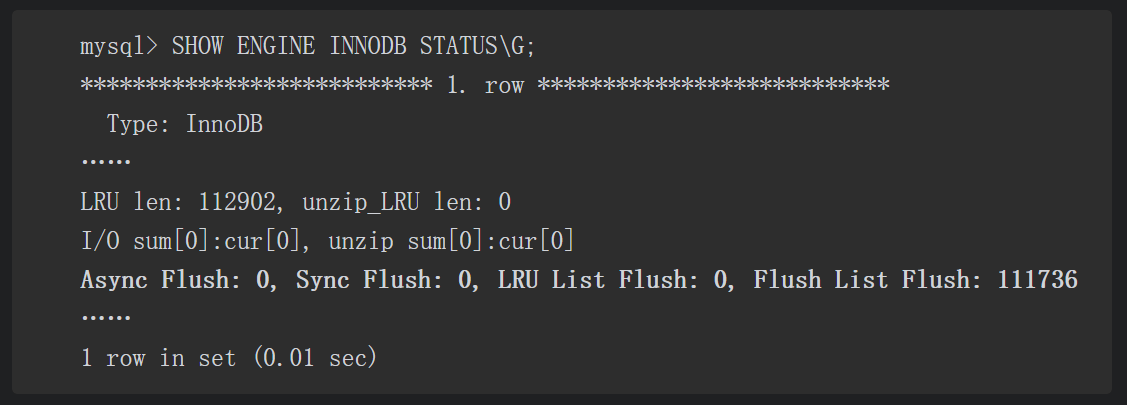 mysql> SHOW ENGINE INNODB STATUS\G;
*************************** 1. row ***************************
Type: InnoDB
……
LRU len: 112902, unzip_LRU len: 0
I/O sum[0]:cur[0], unzip sum[0]:cur[0]
Async Flush: 0, Sync Flush: 0, LRU List Flush: 0, Flush List Flush: 111736
……
1 row in set (0.01 sec)